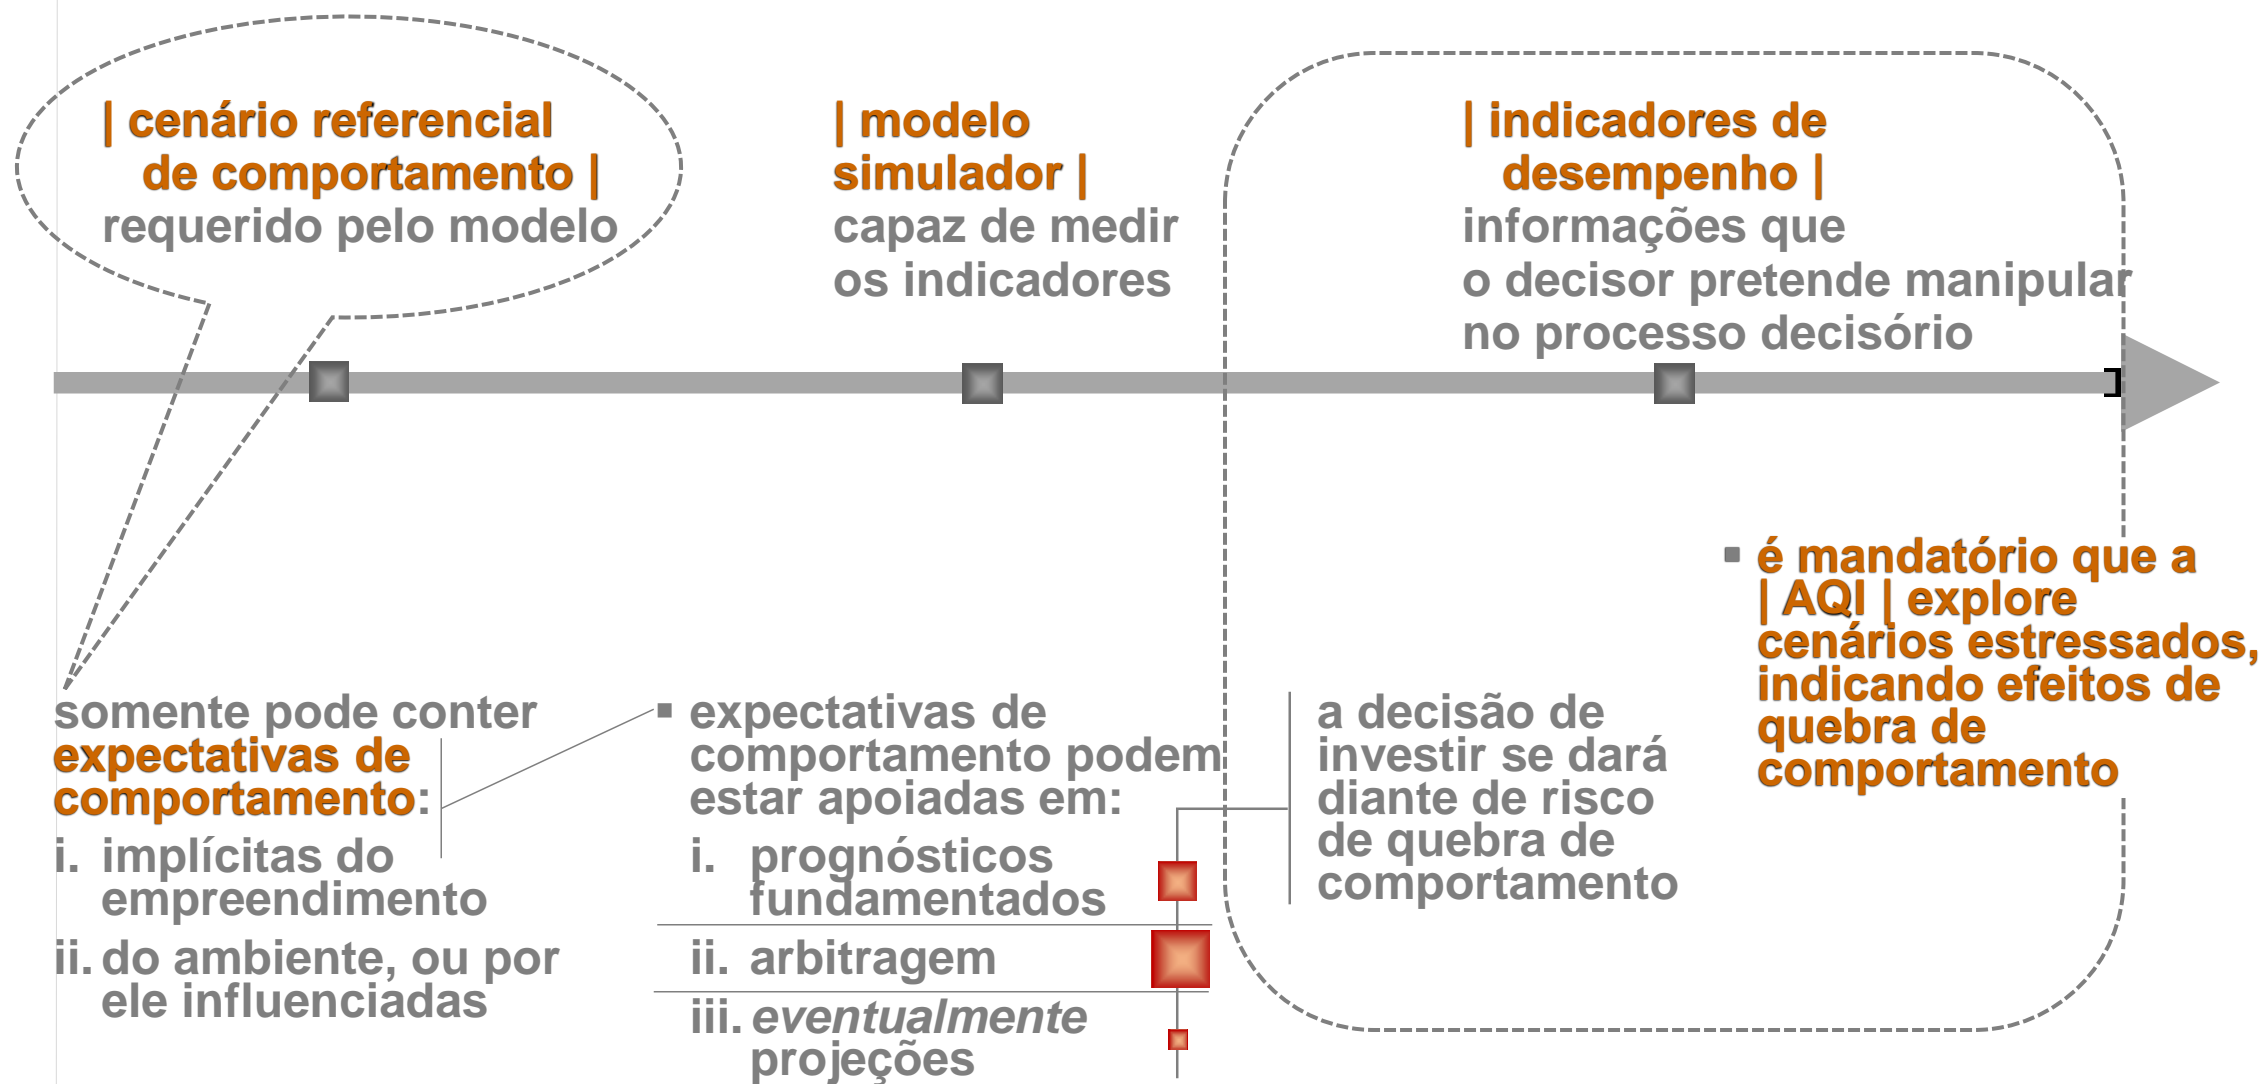 | cenário referencial
de comportamento |
requerido pelo modelo
| modelo
simulador |
capaz de medir
os indicadores
| indicadores de
desempenho |
informações que
o decisor pretende manipular
no processo decisório
somente pode conter
expectativas de
comportamento:
i. implícitas do
empreendimento
ii. do ambiente, ou por
ele influenciadas
▪ expectativas de
comportamento podem
estar apoiadas em:
i. prognósticos
fundamentados
ii. arbitragem
iii. eventualmente
projeções
a decisão de
investir se dará
diante de risco
de quebra de
comportamento
▪ é mandatório que a
| AQI | explore
cenários estressados,
indicando efeitos de
quebra de
comportamento